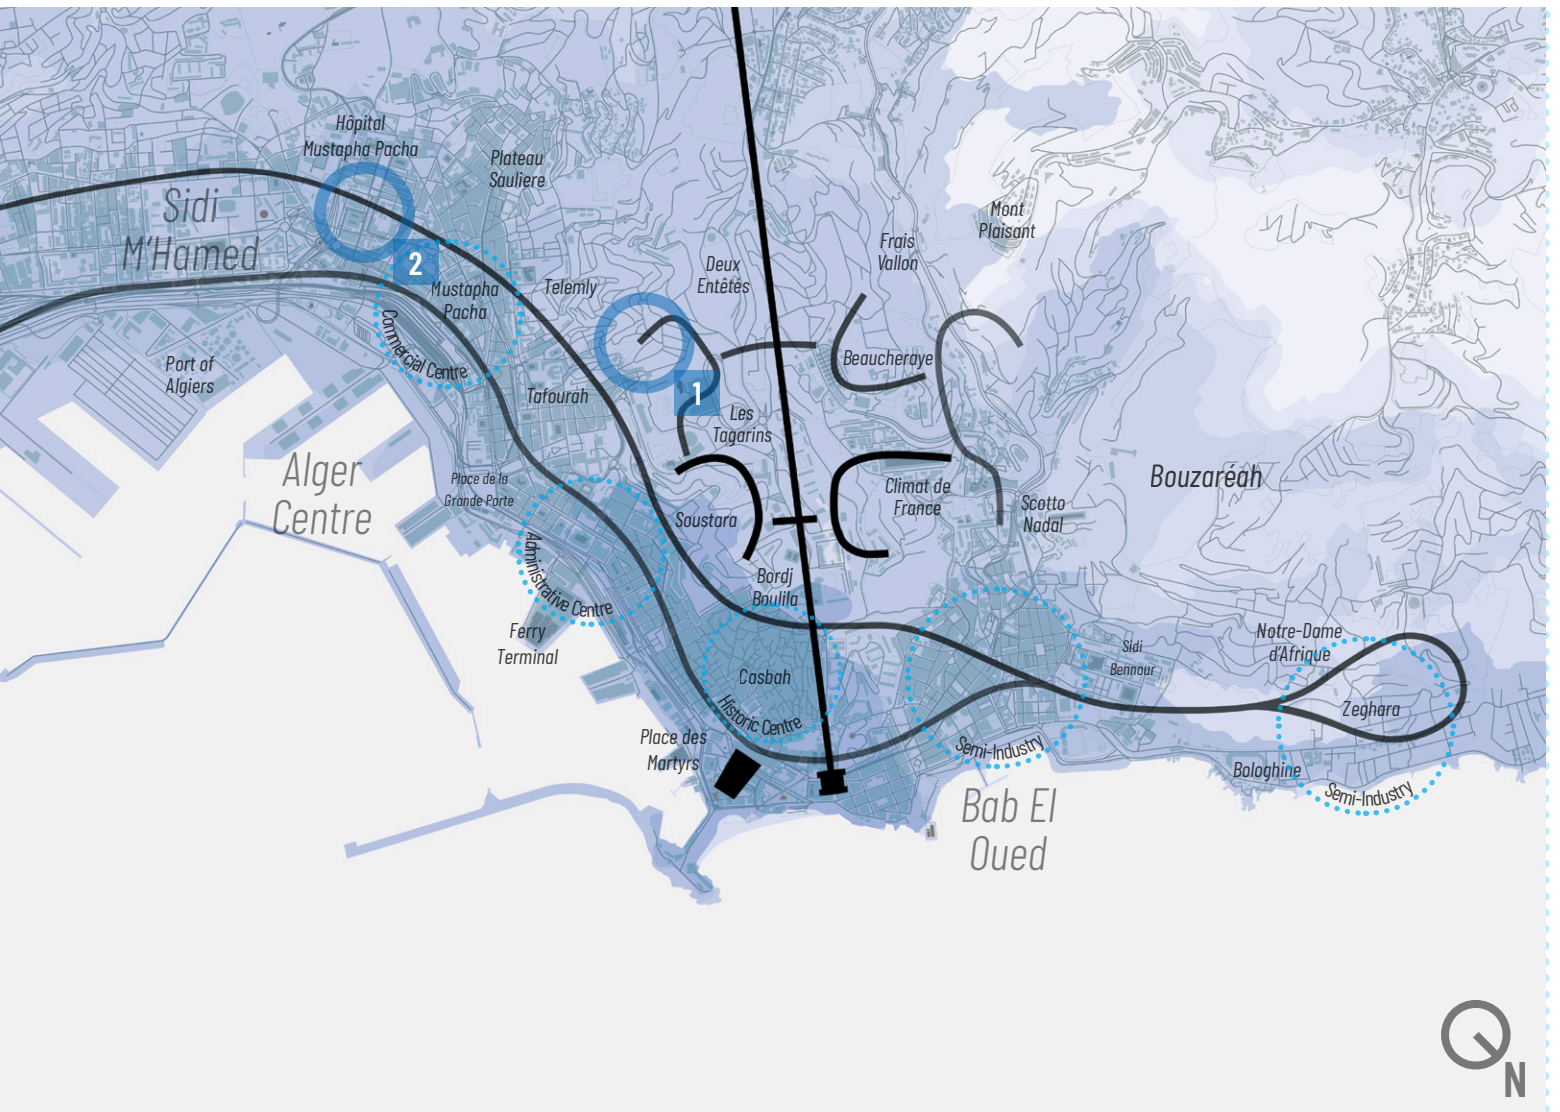 Hôpital
Mustapha Pacha
Plateau
Sauliere
Sidi
M'Hamed
2
Mustapha
Pacha
Commercial Centre
Telemly
Deux
Entêtés
Frais
Vallon
Mont
Plaisant
Port of
Algiers
Tafourah
1
Les
Tagarins
Beaucheraye
Alger
Centre
Place de la
Grande Porte
Soustara
Climat de
France
Scotto
Nadal
Bouzaréah
Administrative Centre
Bordj
Boulila
Ferry
Terminal
Casbah
Historic Centre
Place des
Martyrs
Sidi
Bennour
Notre-Dame
d'Afrique
Zeghara
Semi-Industry
Bologhine
Semi-Industry
Bab El
Oued
N